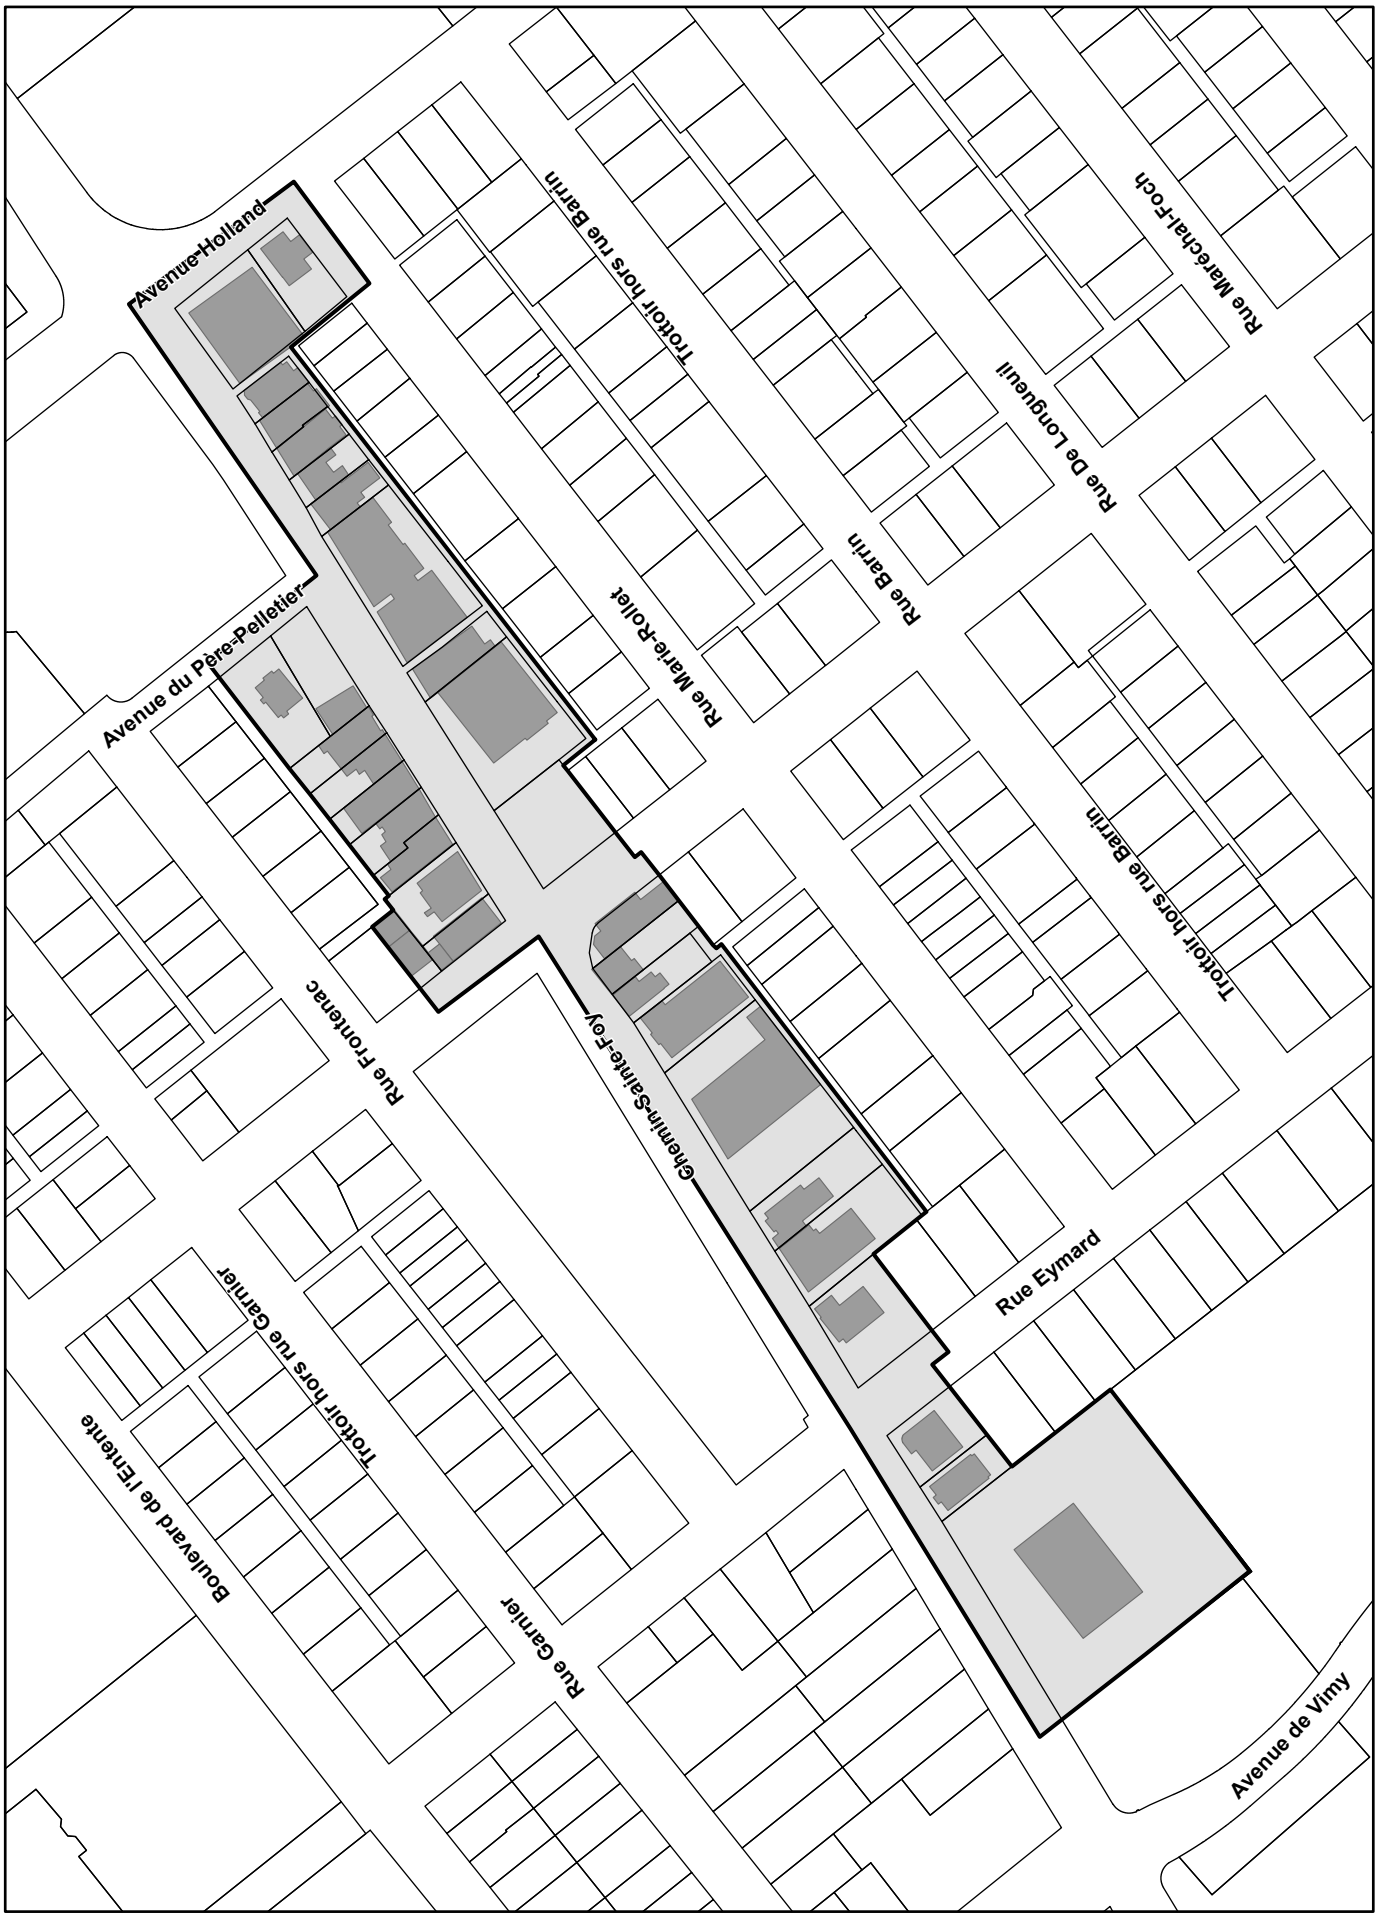 Avenue Holland
Trottoir hors rue Barrin
Rue Maréchal-Foch
Rue De Longueuil
Rue Barrin
Rue Marie-Rollet
Avenue du Père-Pelletier
Trottoir hors rue Barrin
Rue Frontenac
Chemin Sainte-Foy
Rue Eymard
Trottoir hors rue Garnier
Boulevard de l'Entente
Rue Garnier
Avenue de Vimy